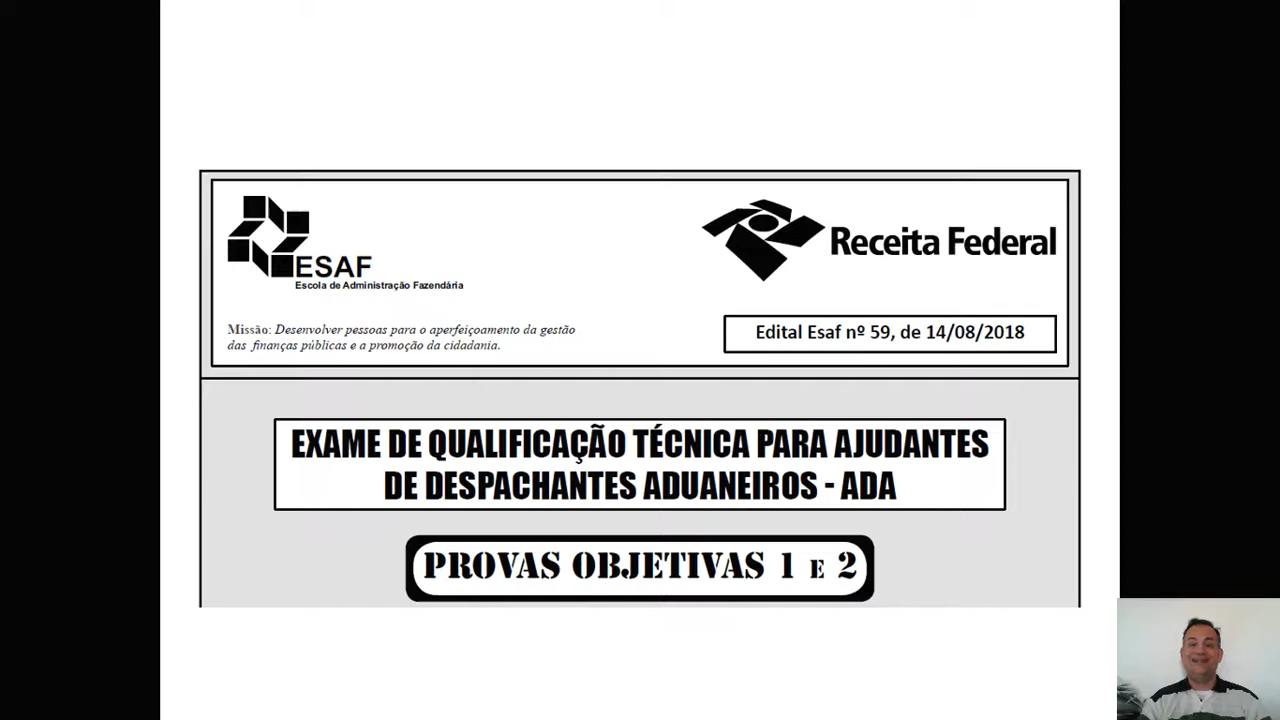 ESAF
Escola de Administração Fazendária
Receita Federal
Missão: Desenvolver pessoas para o aperfeiçoamento da gestão
das finanças públicas e a promoção da cidadania.
Edital Esaf nº 59, de 14/08/2018
EXAME DE QUALIFICAÇÃO TÉCNICA PARA AJUDANTES
DE DESPACHANTES ADUANEIROS - ADA
PROVAS OBJETIVAS 1 E 2